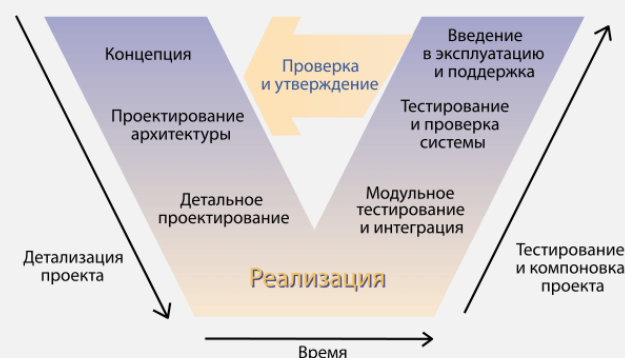 Концепция
Проектирование
архитектуры
Детальное
проектирование
Проверка
и утверждение
Введение
в эксплуатацию
и поддержка
Тестирование
и проверка
системы
Модульное
тестирование
и интеграция
Реализация
Детализация
проекта
Тестирование
и компоновка
проекта
Время